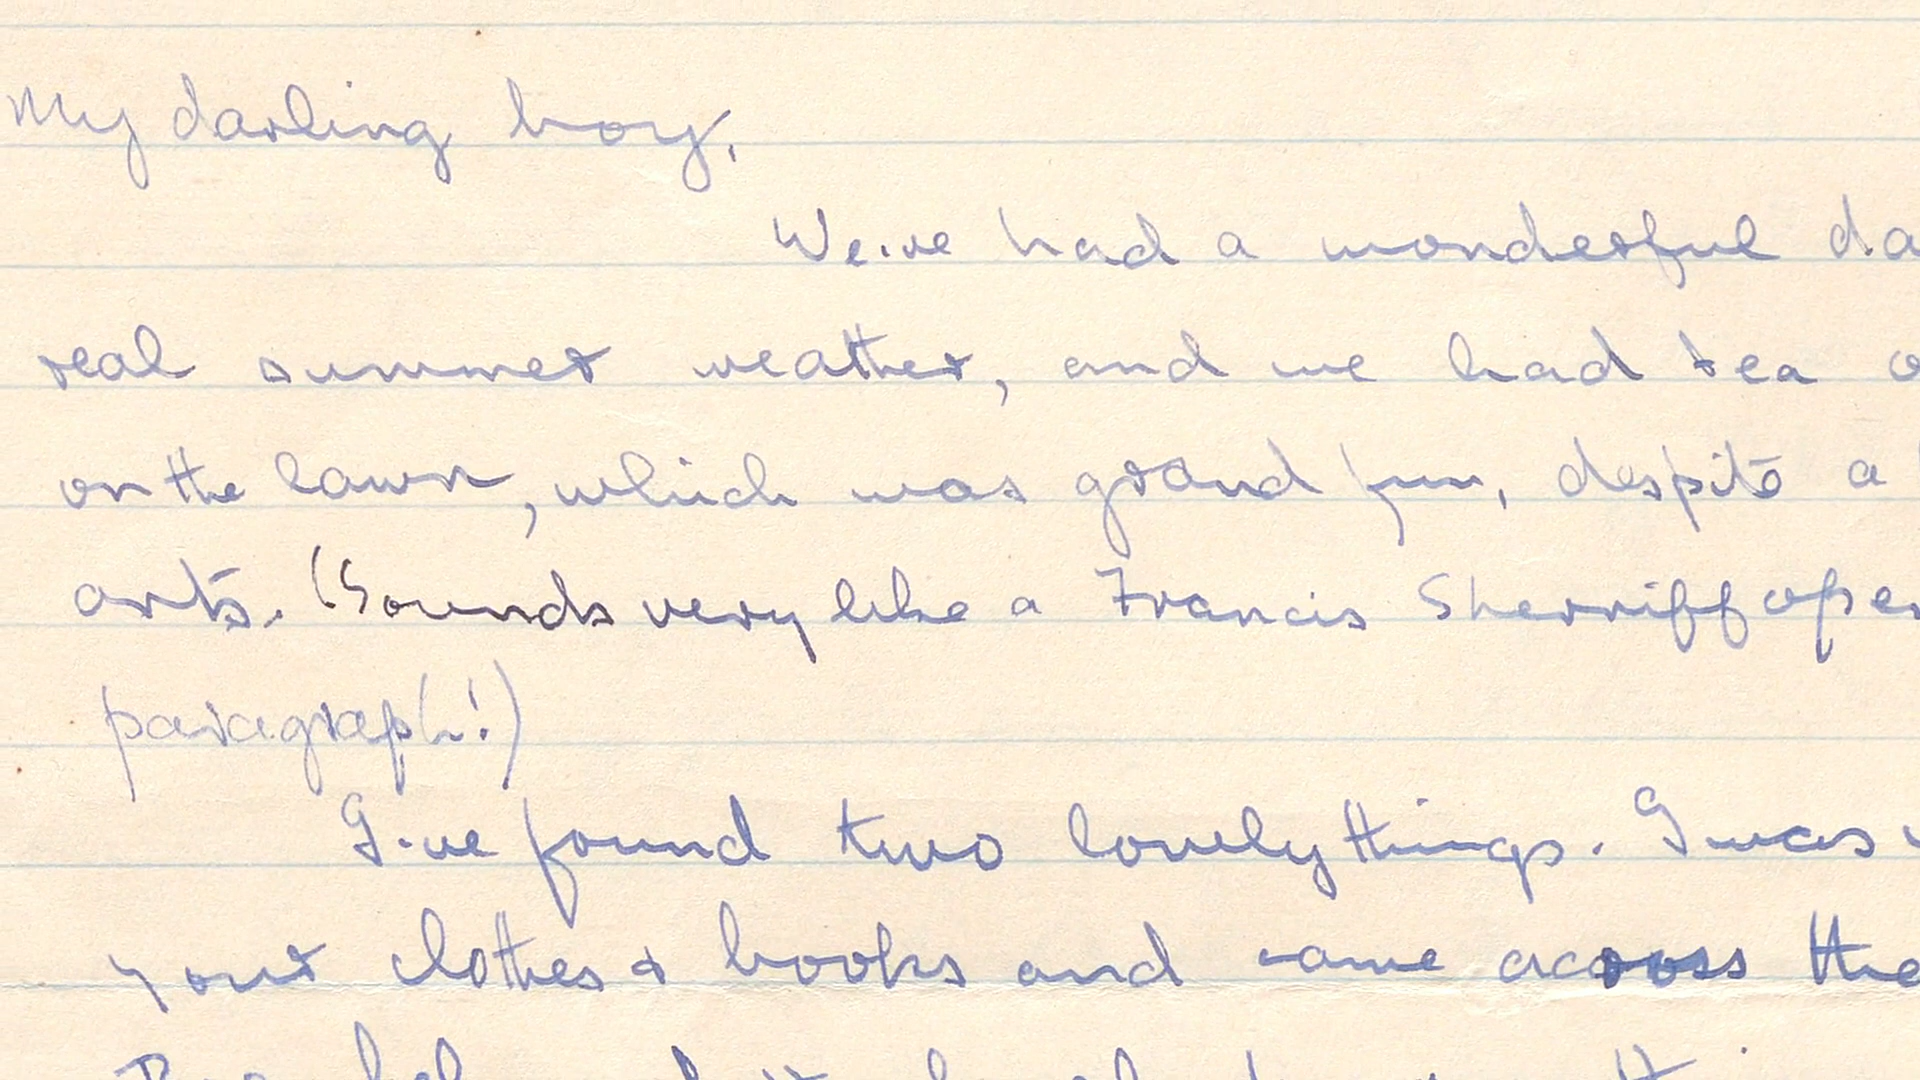 My darling boy,
We've had a wonderful da
real summer weather, and we had tea o
on the lawn, which was grand fun, despite a
ants. (Sounds very like a Francis Sherriff open
paragraph!)
I've found two lovely things. I was
your clothes & books and came across the